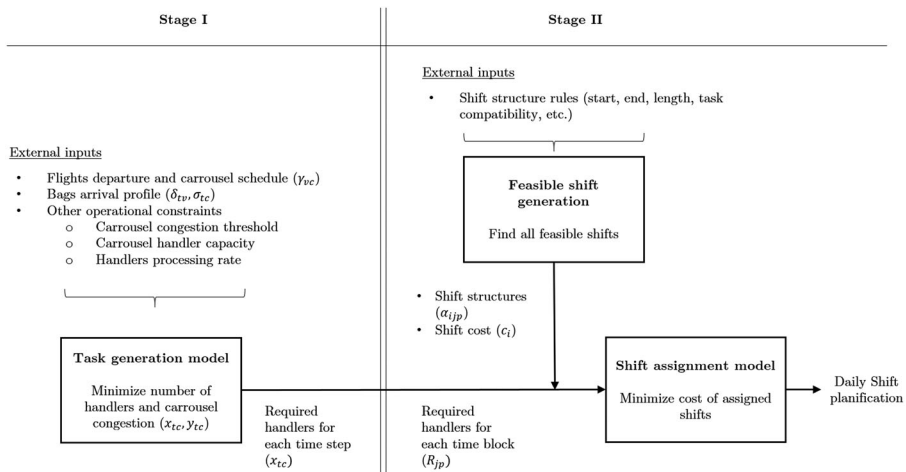 Stage I
Stage II
External inputs
• Shift structure rules (start, end, length, task
compatibility, etc.)
External inputs
• Flights departure and carrousel schedule (γvc)
• Bags arrival profile (δtv, σtc)
• Other operational constraints
o Carrousel congestion threshold
o Carrousel handler capacity
o Handlers processing rate
Feasible shift
generation
Find all feasible shifts
• Shift structures
(αijp)
• Shift cost (ci)
Task generation model
Minimize number of
handlers and carrousel
congestion (xtc, ytc)
Required
handlers for
each time step
(xtc)
Required
handlers for
each time block
(Rjp)
Shift assignment model
Minimize cost of assigned
shifts
Daily Shift
planification